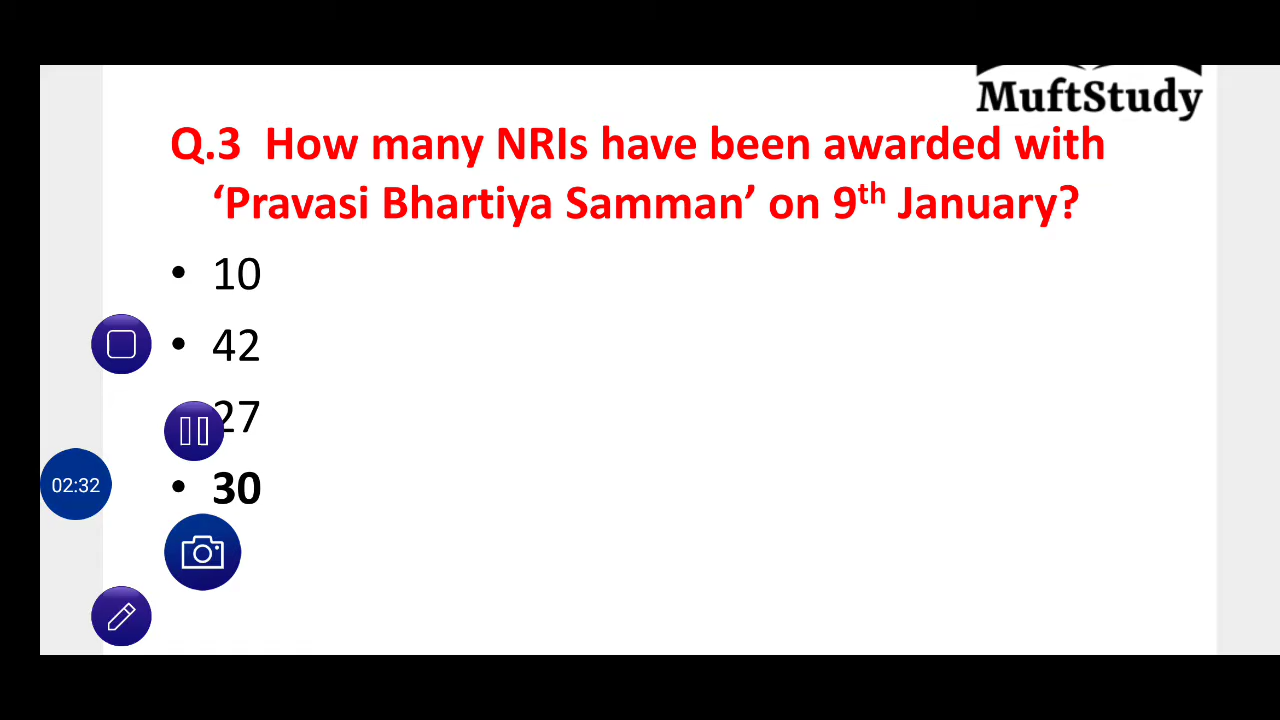 MuftStudy
Q.3 How many NRIs have been awarded with
‘Pravasi Bhartiya Samman’ on 9th January?
• 10
• 42
27
• 30
02:32